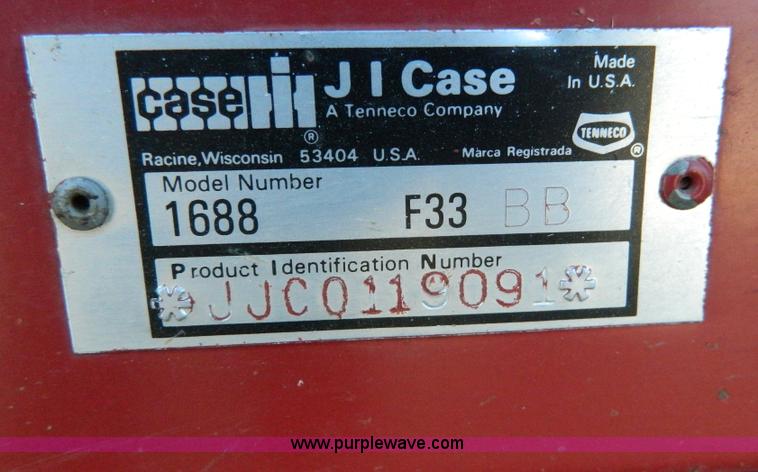 case IH J I Case
A Tenneco Company
®
Made
In U.S.A.
TENNECO
®
Racine, Wisconsin 53404 U.S.A. Marca Registrada
Model Number
1688 F33 BB
Product Identification Number
*JJC0119091*
www.purplewave.com